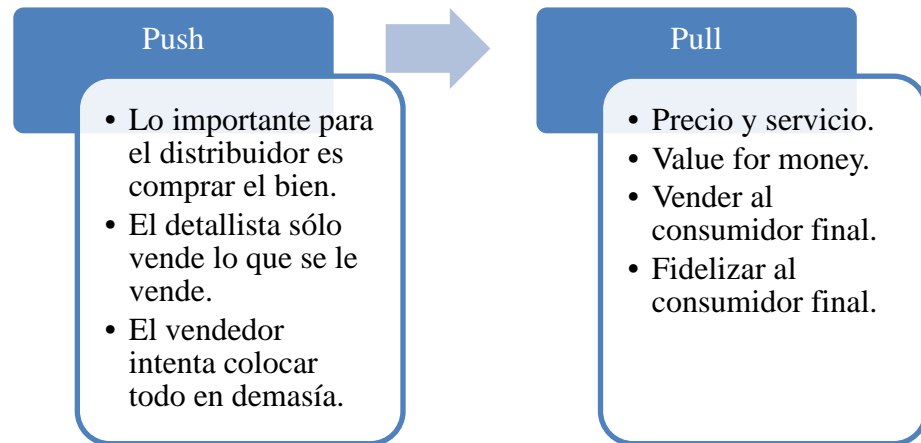 Push
• Lo importante para
el distribuidor es
comprar el bien.
• El detallista sólo
vende lo que se le
vende.
• El vendedor
intenta colocar
todo en demasía.
Pull
• Precio y servicio.
• Value for money.
• Vender al
consumidor final.
• Fidelizar al
consumidor final.